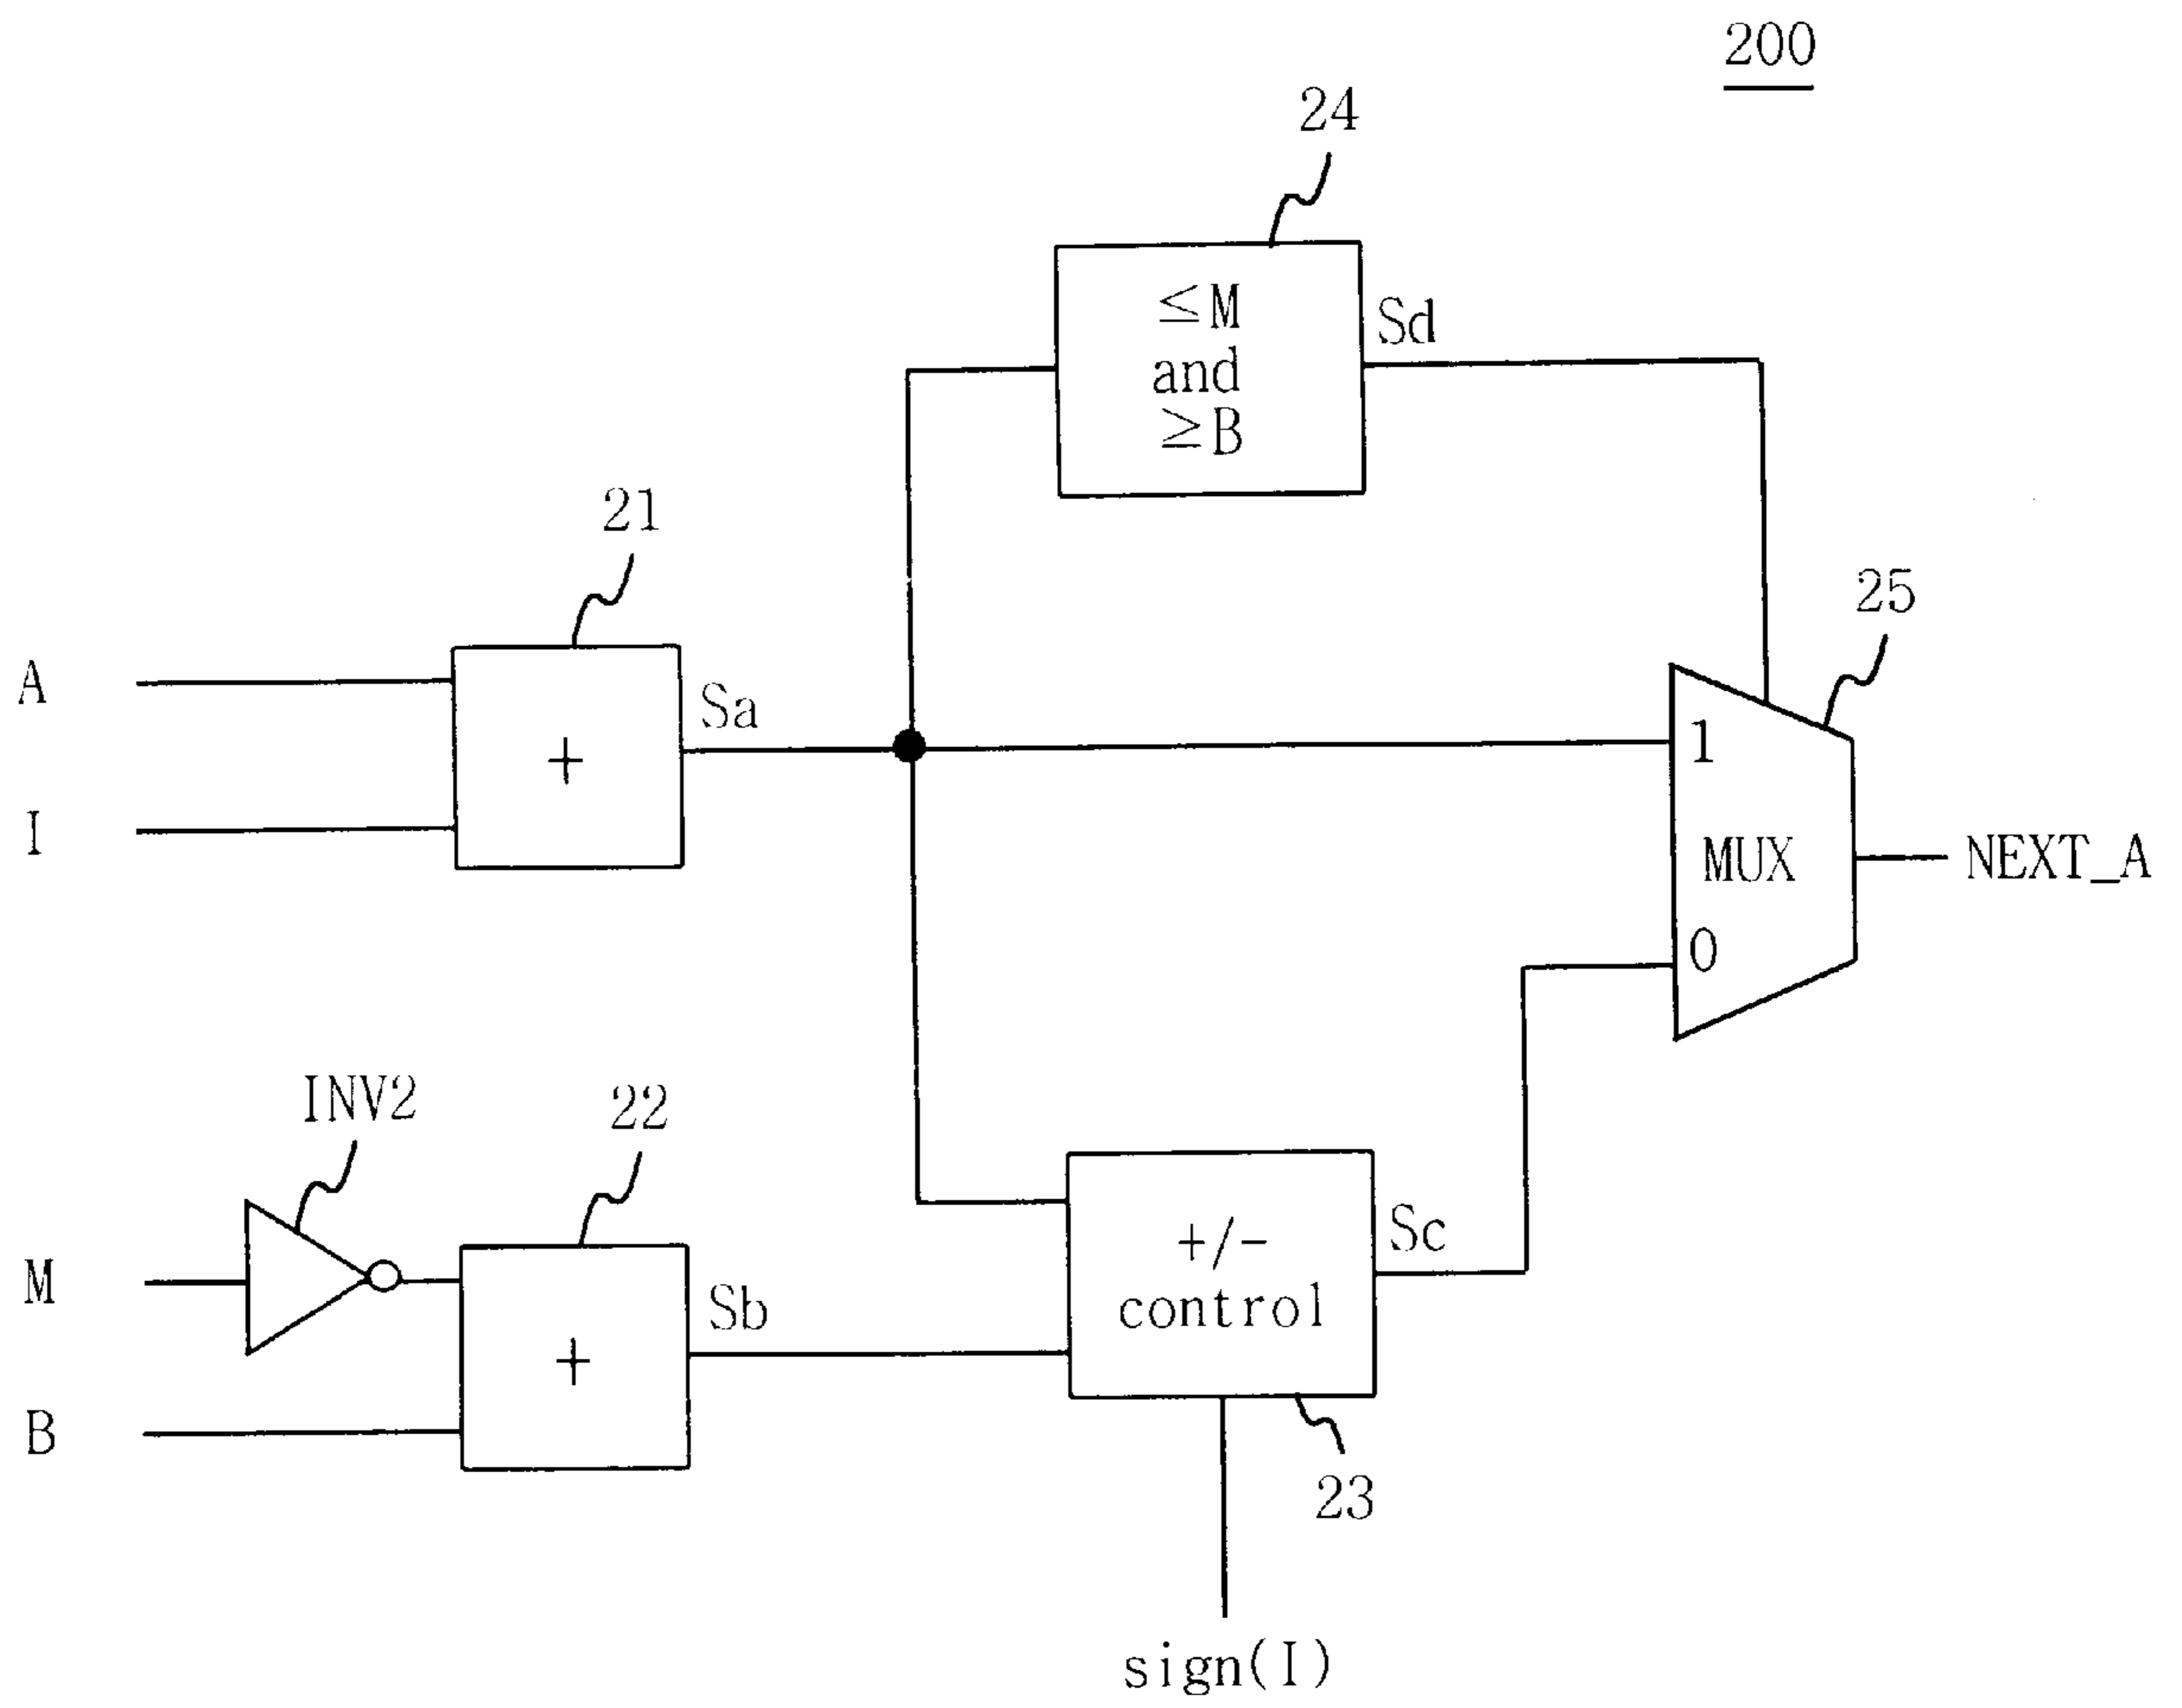 200
24
≤M
and
≥B
Sd
21
25
A
Sa
+
1
I
MUX
NEXT_A
0
INV2
22
M
+/-
control
Sc
Sb
+
B
23
sign(I)